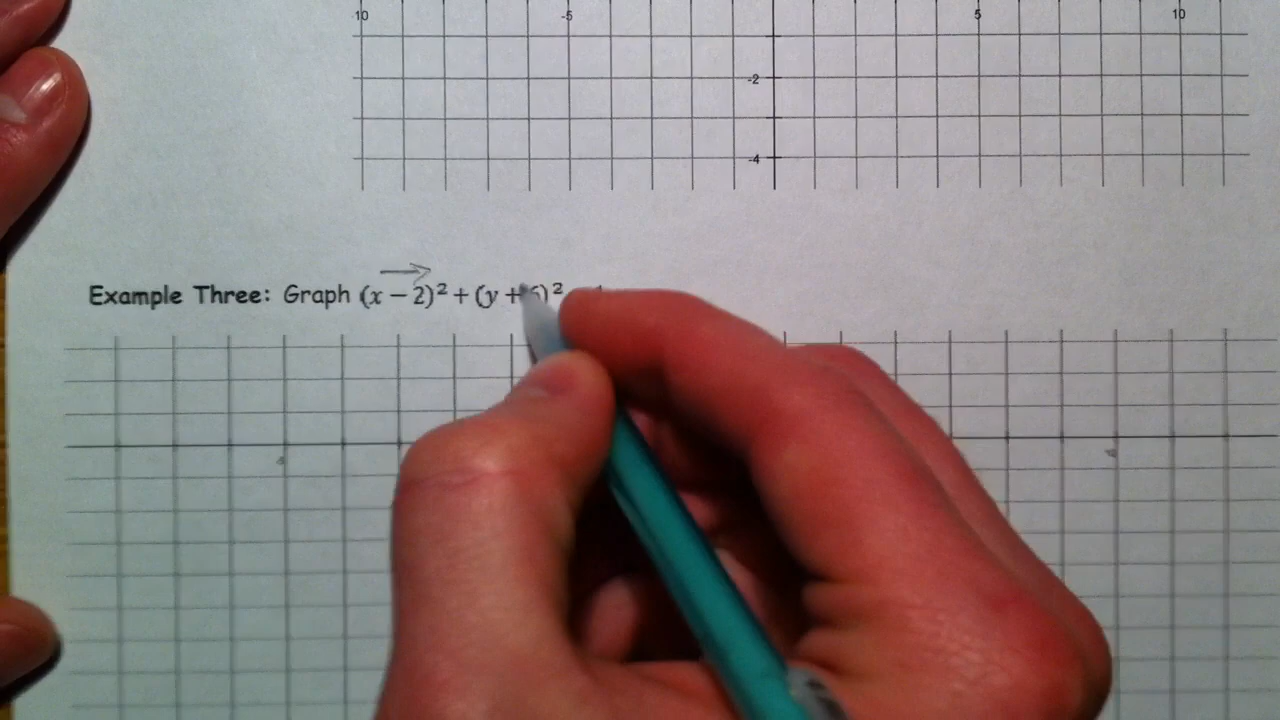 10 -5 5 10
-2
-4
Example Three: Graph (x − 2)² + (y +